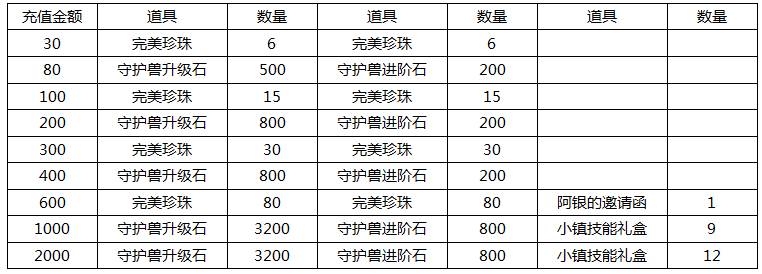 充值金额 道具 数量 道具 数量 道具 数量
30 完美珍珠 6 完美珍珠 6
80 守护兽升级石 500 守护兽进阶石 200
100 完美珍珠 15 完美珍珠 15
200 守护兽升级石 800 守护兽进阶石 200
300 完美珍珠 30 完美珍珠 30
400 守护兽升级石 800 守护兽进阶石 200
600 完美珍珠 80 完美珍珠 80 阿银的邀请函 1
1000 守护兽升级石 3200 守护兽进阶石 800 小镇技能礼盒 9
2000 守护兽升级石 3200 守护兽进阶石 800 小镇技能礼盒 12